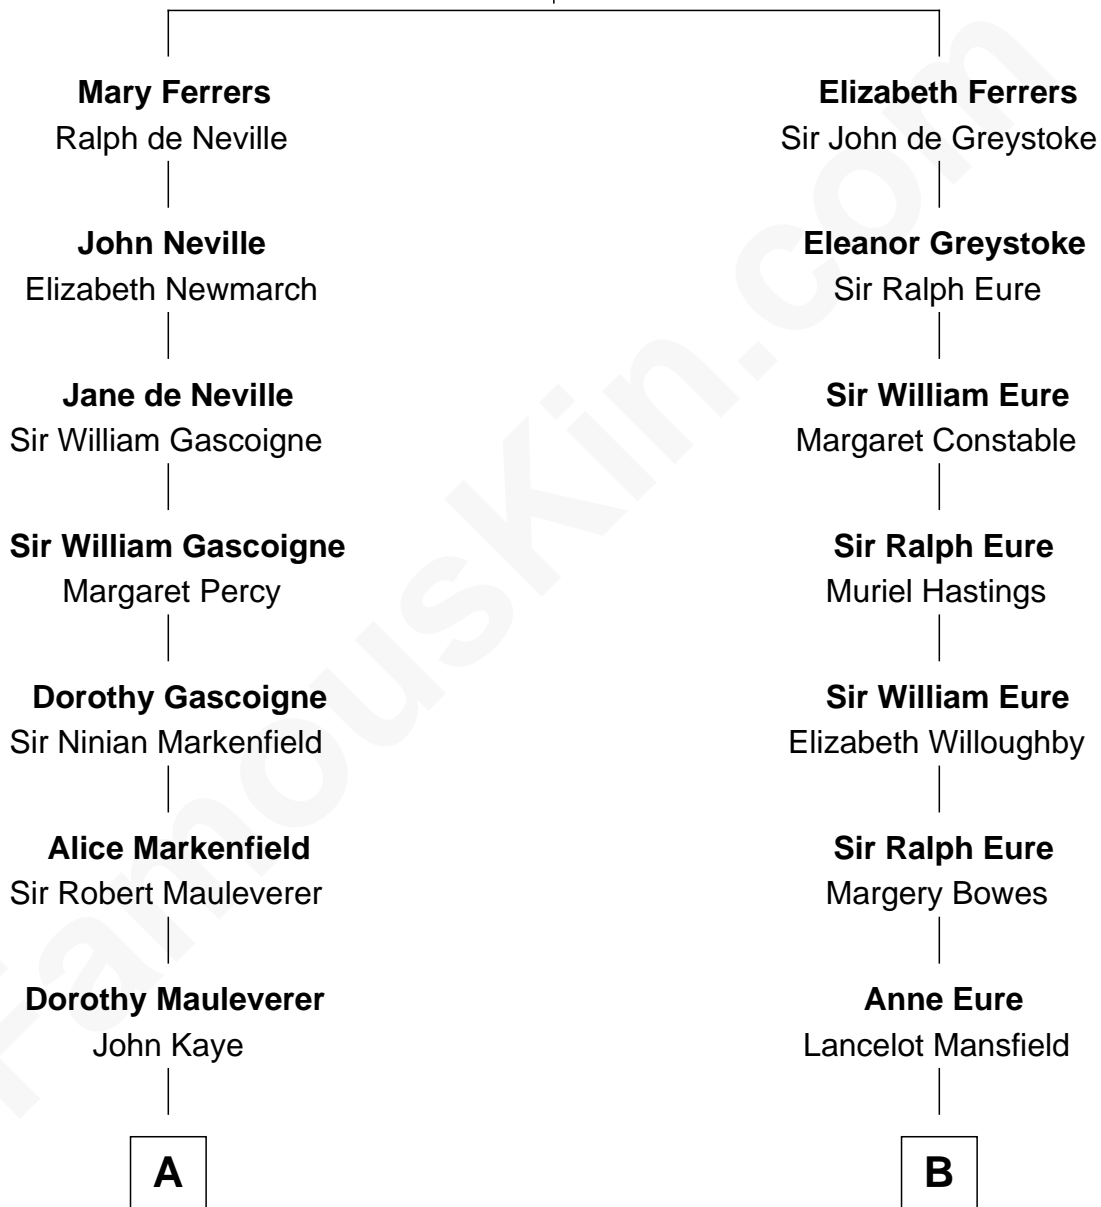 Mary Ferrers
Ralph de Neville
John Neville
Elizabeth Newmarch
Jane de Neville
Sir William Gascoigne
Sir William Gascoigne
Margaret Percy
Dorothy Gascoigne
Sir Ninian Markenfield
Alice Markenfield
Sir Robert Mauleverer
Dorothy Mauleverer
John Kaye
A
Elizabeth Ferrers
Sir John de Greystoke
Eleanor Greystoke
Sir Ralph Eure
Sir William Eure
Margaret Constable
Sir Ralph Eure
Muriel Hastings
Sir William Eure
Elizabeth Willoughby
Sir Ralph Eure
Margery Bowes
Anne Eure
Lancelot Mansfield
B
FamousKin.com